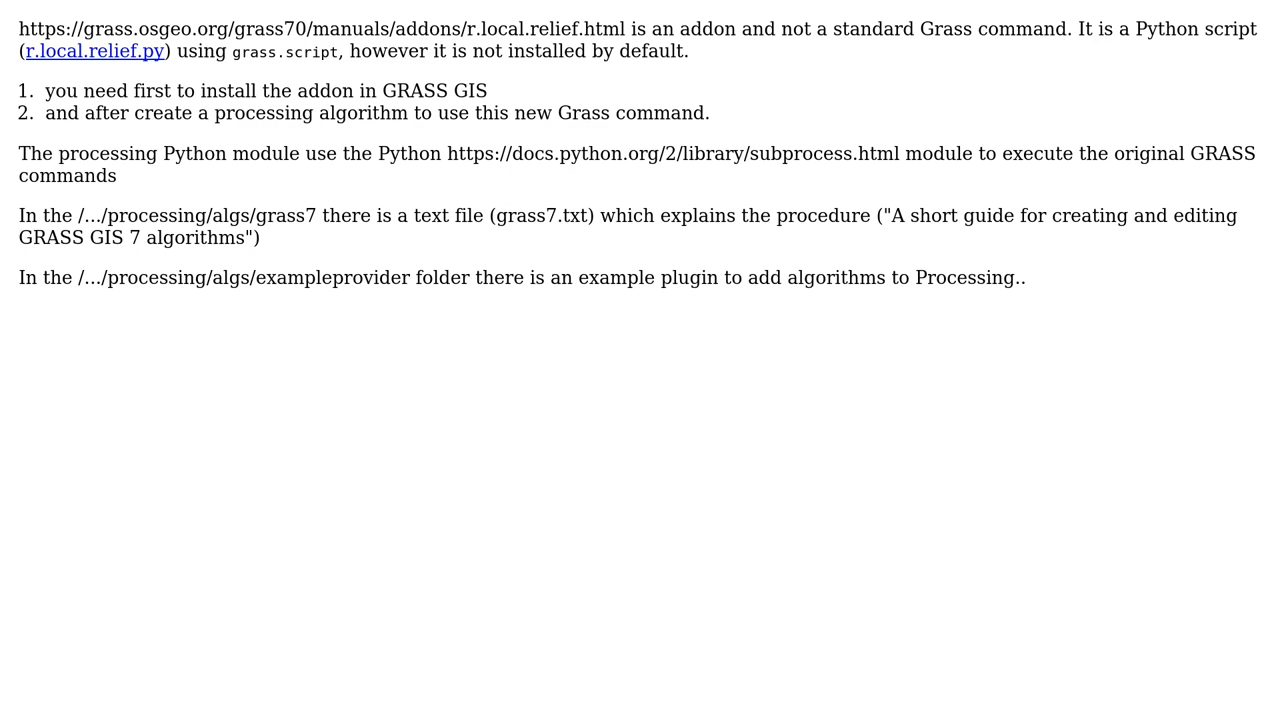 https://grass.osgeo.org/grass70/manuals/addons/r.local.relief.html is an addon and not a standard Grass command. It is a Python script
(r.local.relief.py) using grass.script, however it is not installed by default.
1. you need first to install the addon in GRASS GIS
2. and after create a processing algorithm to use this new Grass command.
The processing Python module use the Python https://docs.python.org/2/library/subprocess.html module to execute the original GRASS
commands
In the /.../processing/algs/grass7 there is a text file (grass7.txt) which explains the procedure ("A short guide for creating and editing
GRASS GIS 7 algorithms")
In the /.../processing/algs/exampleprovider folder there is an example plugin to add algorithms to Processing..